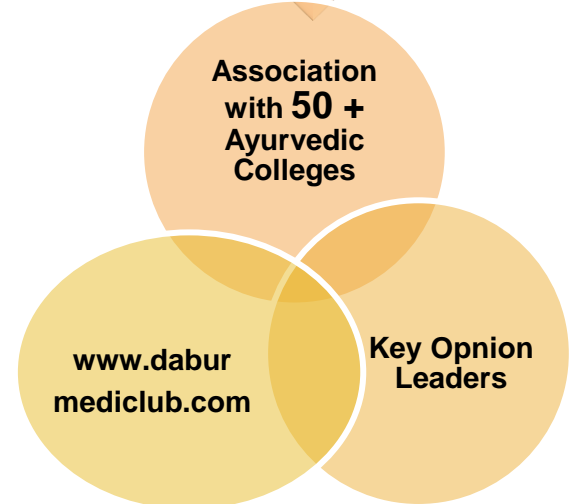 Association
with 50 +
Ayurvedic
Colleges
www.dabur
mediclub.com
Key Opnion
Leaders